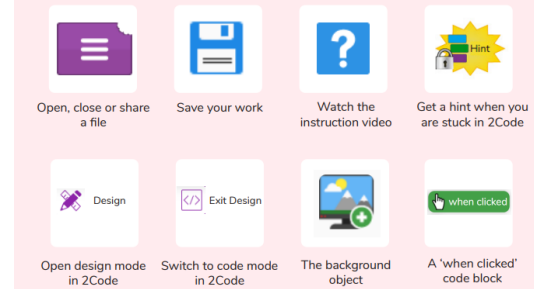 ?
Hint
Open, close or share
a file
Save your work
Watch the
instruction video
Get a hint when you
are stuck in 2Code
Design
</> Exit Design
when clicked
Open design mode
in 2Code
Switch to code mode
in 2Code
The background
object
A ‘when clicked’
code block